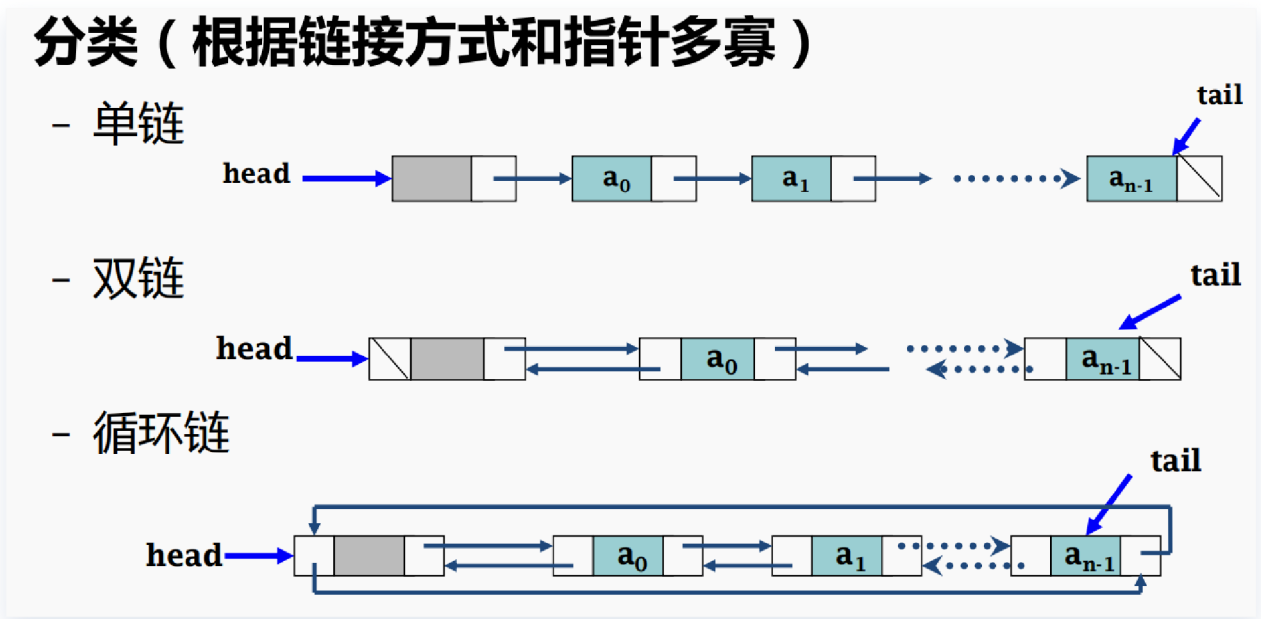 分类（根据链接方式和指针多寡）
– 单链
tail
head a₀ a₁ aₙ₋₁
– 双链
tail
head a₀ aₙ₋₁
– 循环链
tail
head a₀ a₁ aₙ₋₁